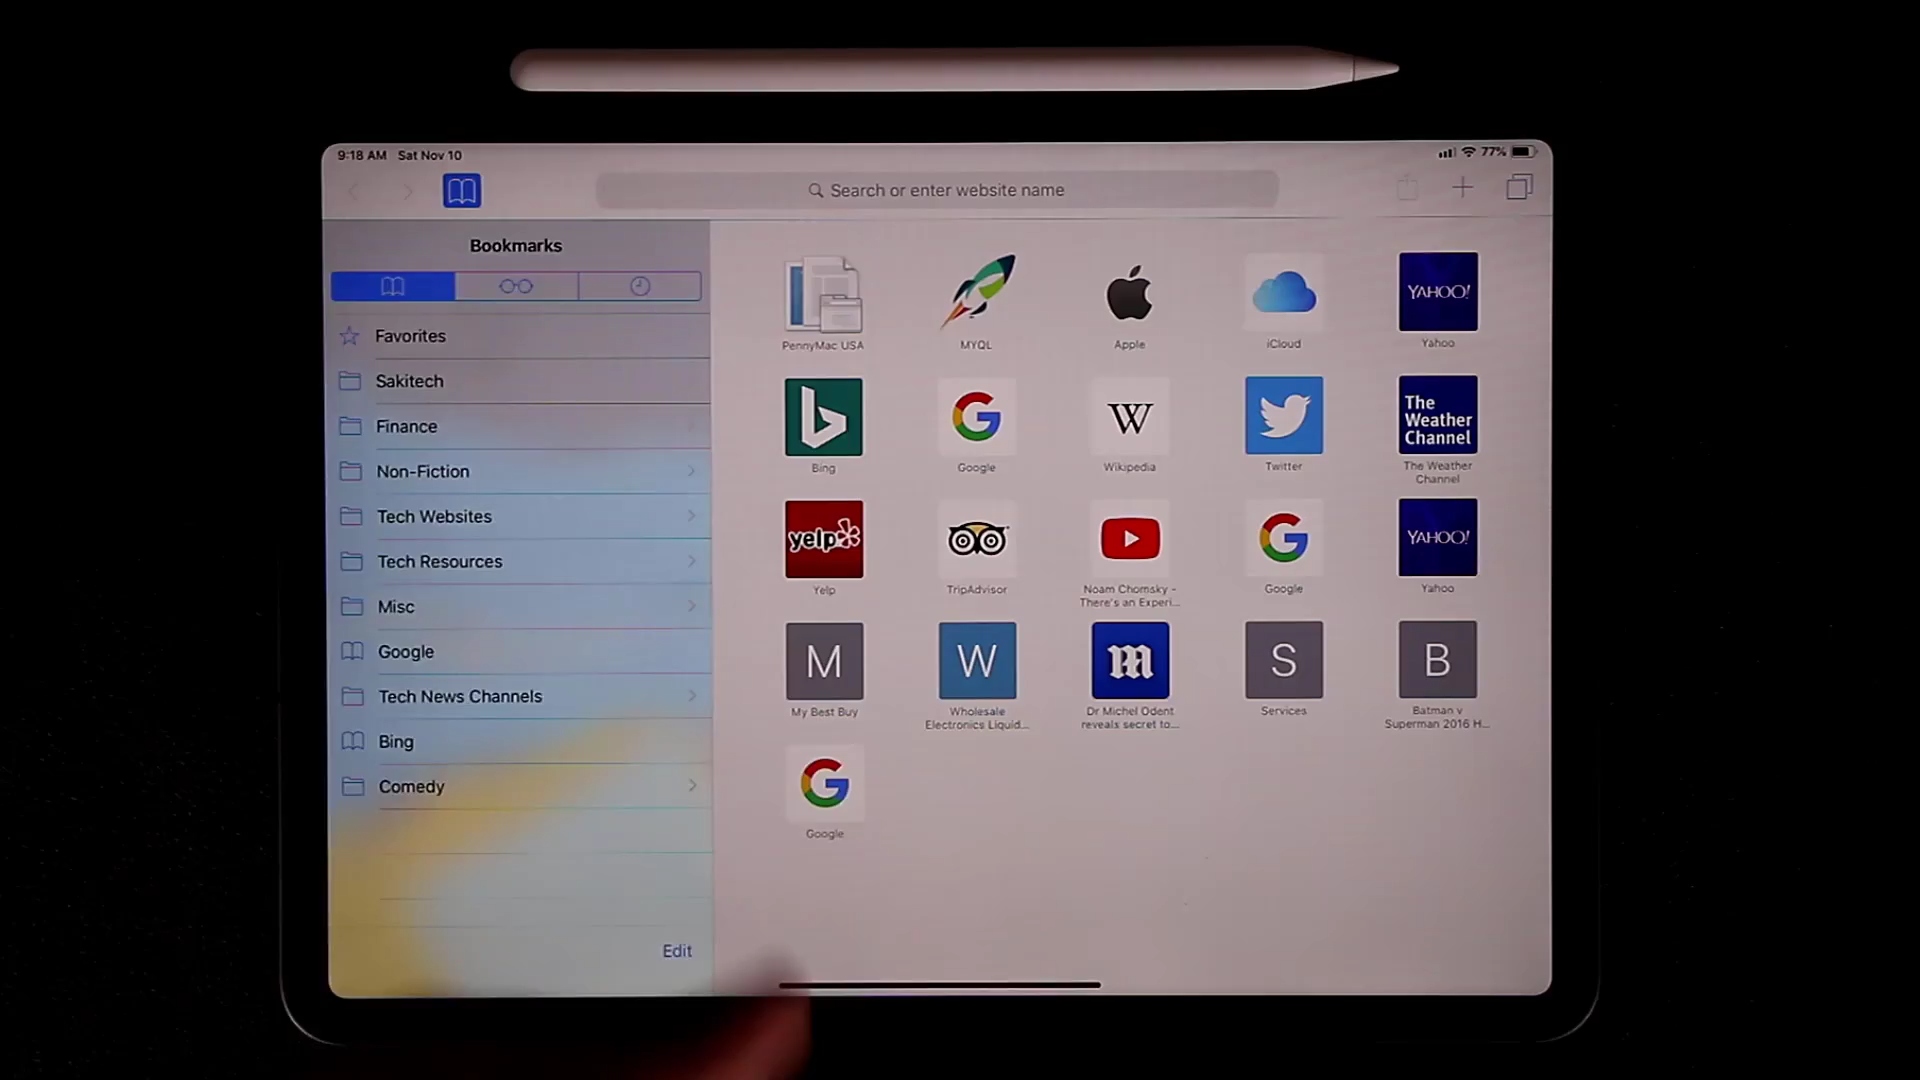 9:18 AM Sat Nov 10
77%
Search or enter website name
Bookmarks
Favorites
Sakitech
Finance
Non-Fiction
Tech Websites
Tech Resources
Misc
Google
Tech News Channels
Bing
Comedy
Edit
YAHOO!
PennyMac USA
MYQL
Apple
iCloud
Yahoo
W
The
Weather
Channel
Bing
Google
Wikipedia
Twitter
The Weather
Channel
yelp
YAHOO!
Yelp
TripAdvisor
Noam Chomsky -
There's an Experi...
Google
Yahoo
M
W
m
S
B
My Best Buy
Wholesale
Electronics Liquid...
Dr Michel Odent
reveals secret to...
Services
Batman v
Superman 2016 H...
G
Google